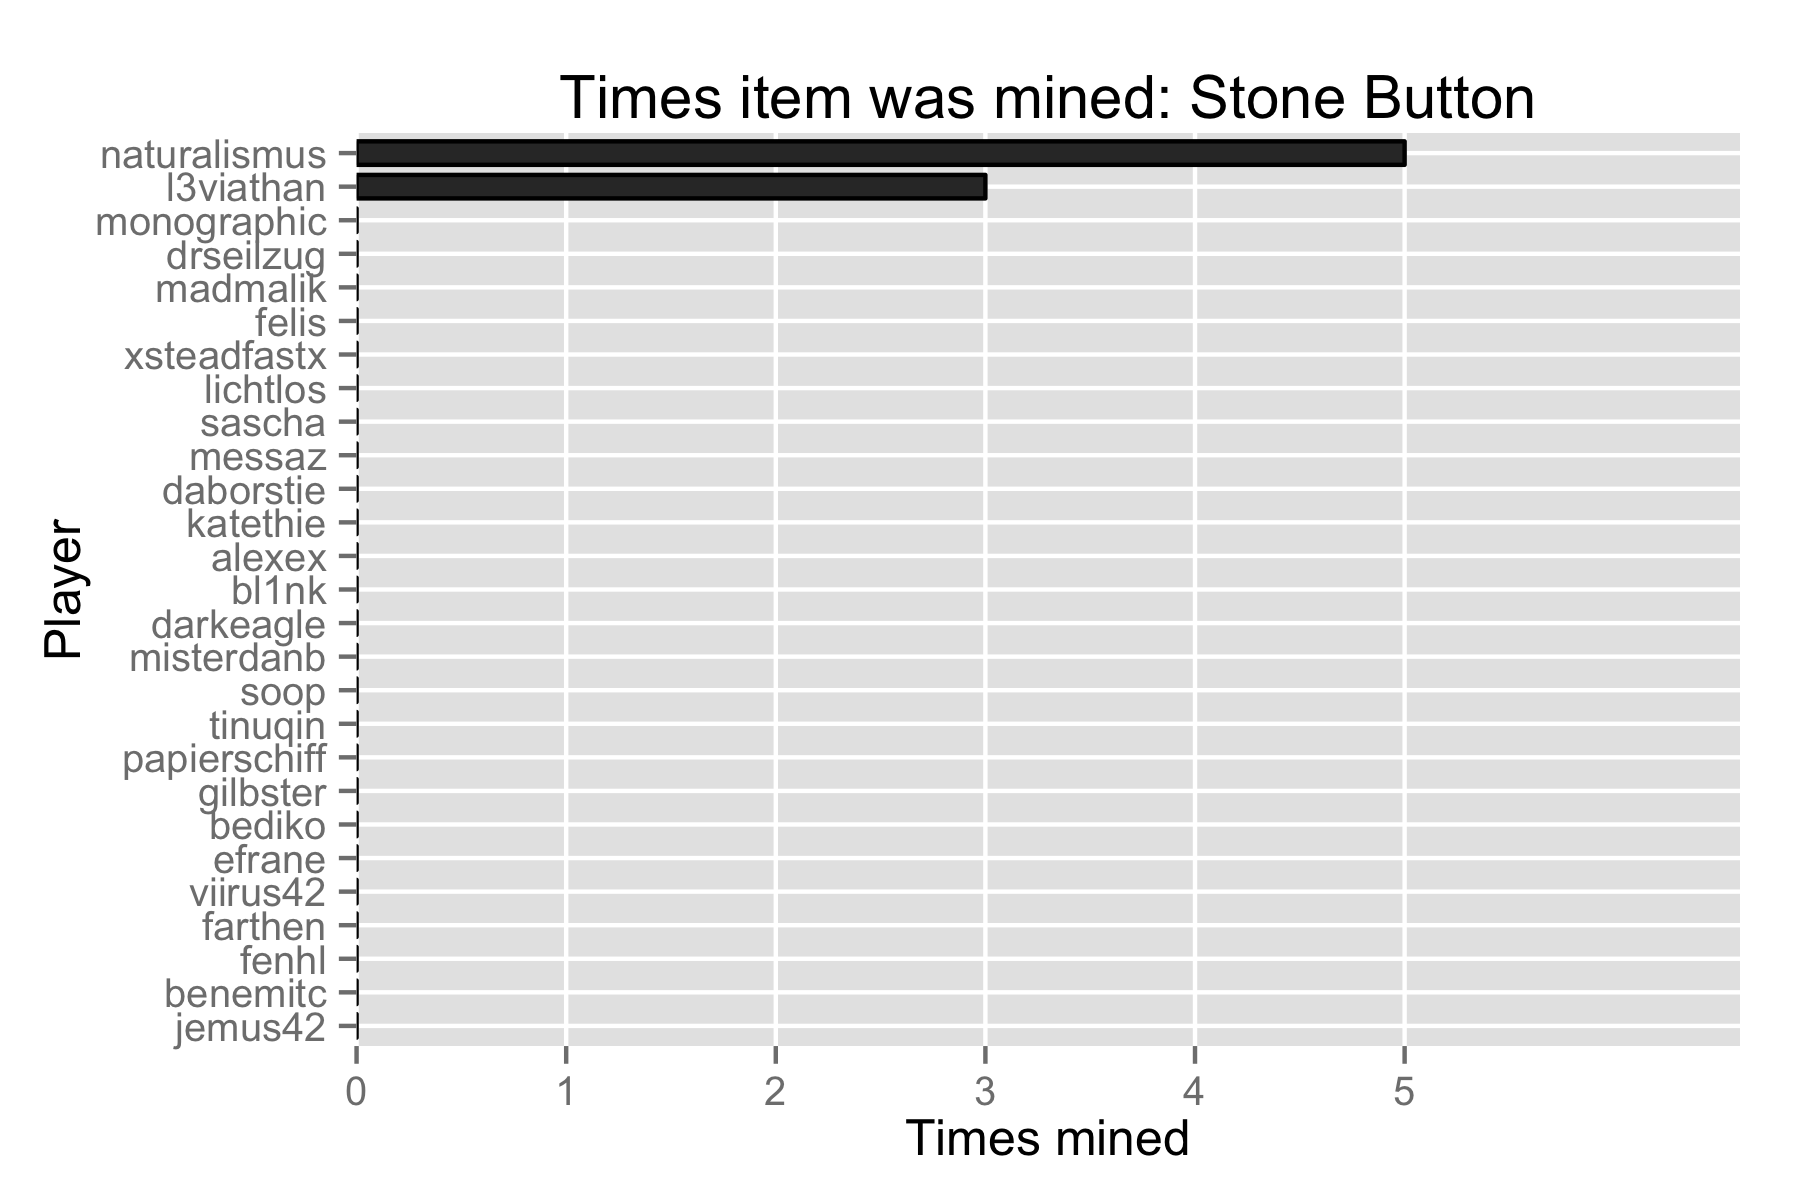 Times item was mined: Stone Button
naturalismus
l3viathan
monographic
drseilzug
madmalik
felis
xsteadfastx
lichtlos
sascha
messaz
daborstie
katethie
alexex
bl1nk
darkeagle
misterdanb
soop
tinuqin
papierschiff
gilbster
bediko
efrane
viirus42
farthen
fenhl
benemitc
jemus42
Player
0 1 2 3 4 5
Times mined